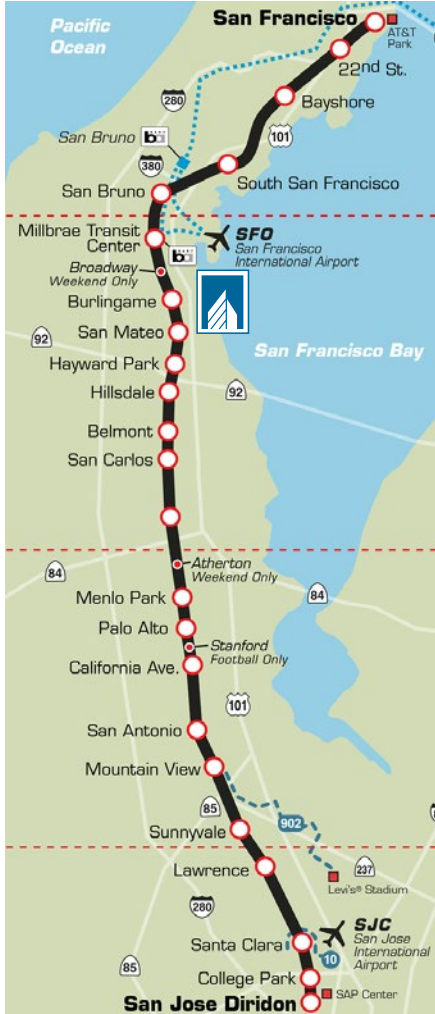 San Francisco
Pacific
Ocean
AT&T
Park
22nd St.
280
Bayshore
101
San Bruno
ba
380
South San Francisco
San Bruno
Millbrae Transit
Center
ba
SFO
San Francisco
International Airport
Broadway
Weekend Only
Burlingame
San Mateo
92
San Francisco Bay
Hayward Park
Hillsdale
92
Belmont
San Carlos
Atherton
Weekend Only
84
84
Menlo Park
Palo Alto
Stanford
Football Only
California Ave.
101
San Antonio
Mountain View
85
902
Sunnyvale
237
Lawrence
Levi's® Stadium
280
SJC
San Jose
International
Airport
Santa Clara
10
85
College Park
SAP Center
San Jose Diridon